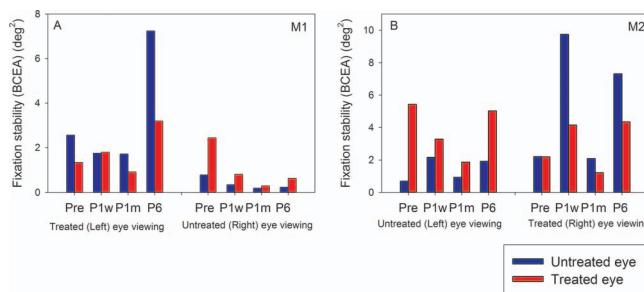 A
M1
Fixation stability (BCEA) (deg²)
8
6
4
2
0
Pre P1w P1m P6 Pre P1w P1m P6
Treated (Left) eye viewing Untreated (Right) eye viewing
B
M2
Fixation stability (BCEA) (deg²)
10
8
6
4
2
0
Pre P1w P1m P6 Pre P1w P1m P6
Untreated (Left) eye viewing Treated (Right) eye viewin
Untreated eye
Treated eye